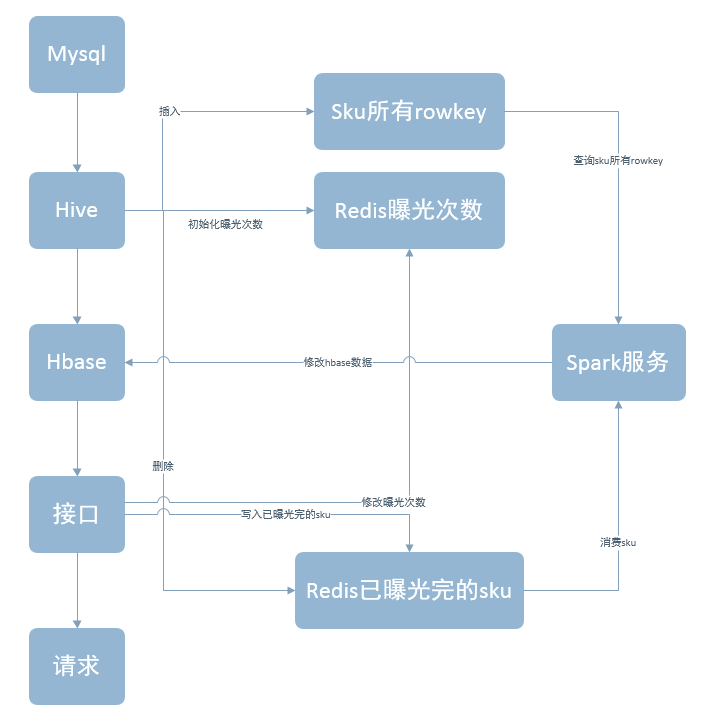 Mysql
插入
Sku所有rowkey
查询sku所有rowkey
Hive
Redis曝光次数
初始化曝光次数
Hbase
修改hbase数据
Spark服务
删除
接口
修改曝光次数
写入已曝光完的sku
消费sku
Redis已曝光完的sku
请求